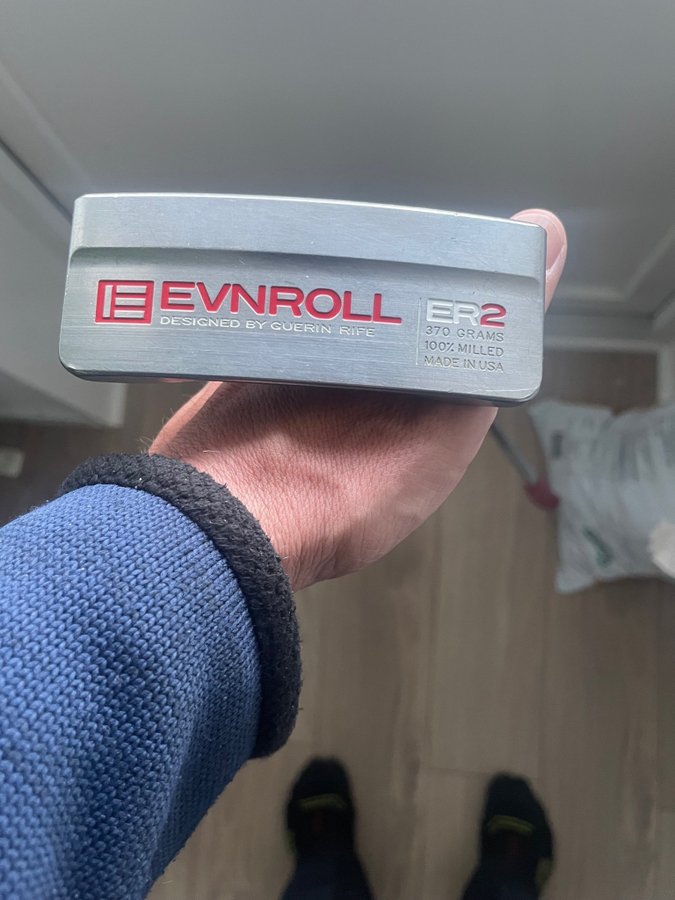 EVNROLL
DESIGNED BY GUERIN RIFE
ER2
370 GRAMS
100% MILLED
MADE IN USA